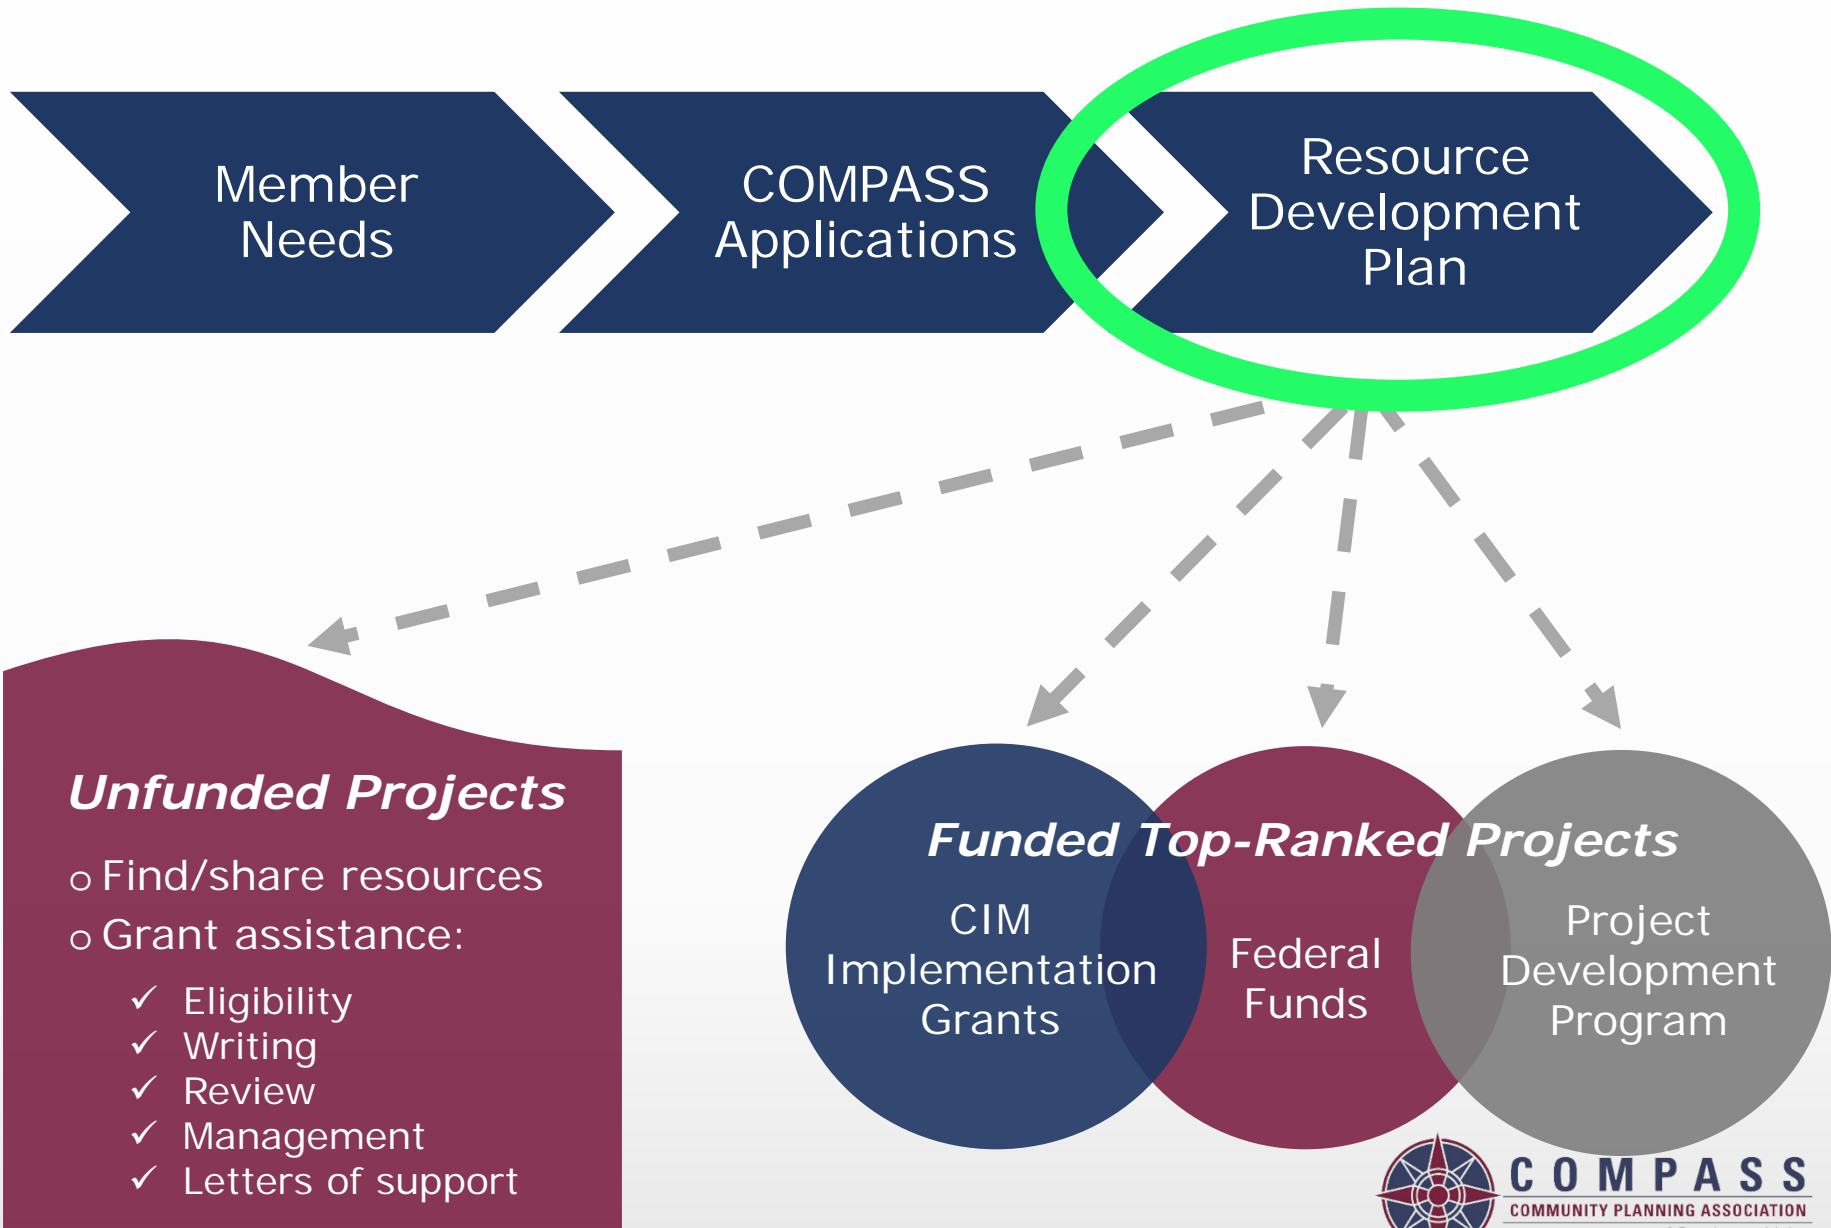 Member
Needs
COMPASS
Applications
Resource
Development
Plan
Unfunded Projects
o Find/share resources
o Grant assistance:
✓ Eligibility
✓ Writing
✓ Review
✓ Management
✓ Letters of support
Funded Top-Ranked Projects
CIM
Implementation
Grants
Federal
Funds
Project
Development
Program
COMPASS
COMMUNITY PLANNING ASSOCIATION